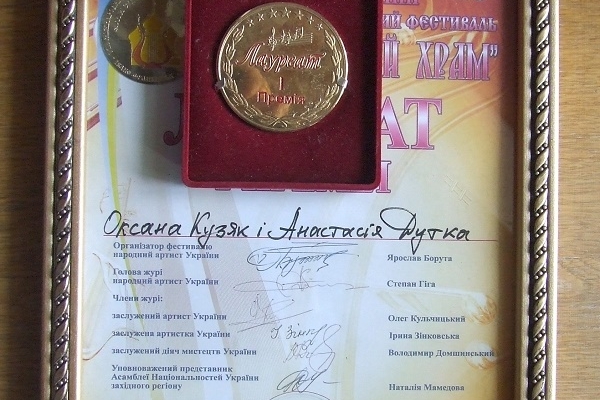 ИЙ ФЕСТИВАЛЬ
Й ХРАМ"
Лауреат
I
Премія
Оксана Кузяк і Анастасія Дутка
Організатор фестивалю
народний артист України
Ярослав Борута
Голова журі
народний артист України
Степан Гіга
Члени журі:
заслужений артист України
Олег Кульчицький
заслужена артистка України
Ірина Зінковська
заслужений діяч мистецтв України
Володимир Домшинський
Уповноважений представник
Асамблеї Національностей України
західного регіону
Наталія Мамедова